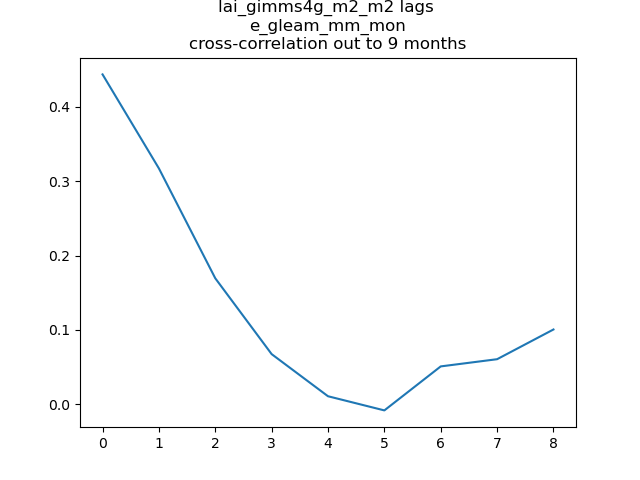 lai_gimms4g_m2_m2 lags
e_gleam_mm_mon
cross-correlation out to 9 months
0.4
0.3
0.2
0.1
0.0
0 1 2 3 4 5 6 7 8